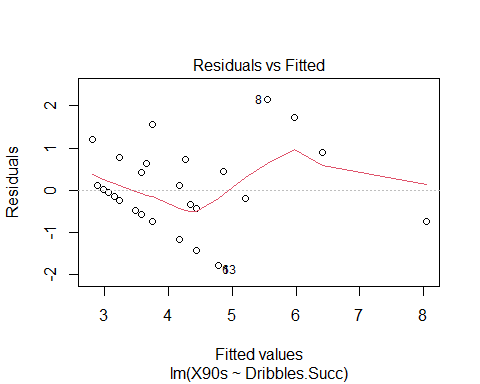 Residuals vs Fitted
Residuals
2
1
0
-1
-2
8
3 4 5 6 7 8
Fitted values
lm(X90s ~ Dribbles.Succ)